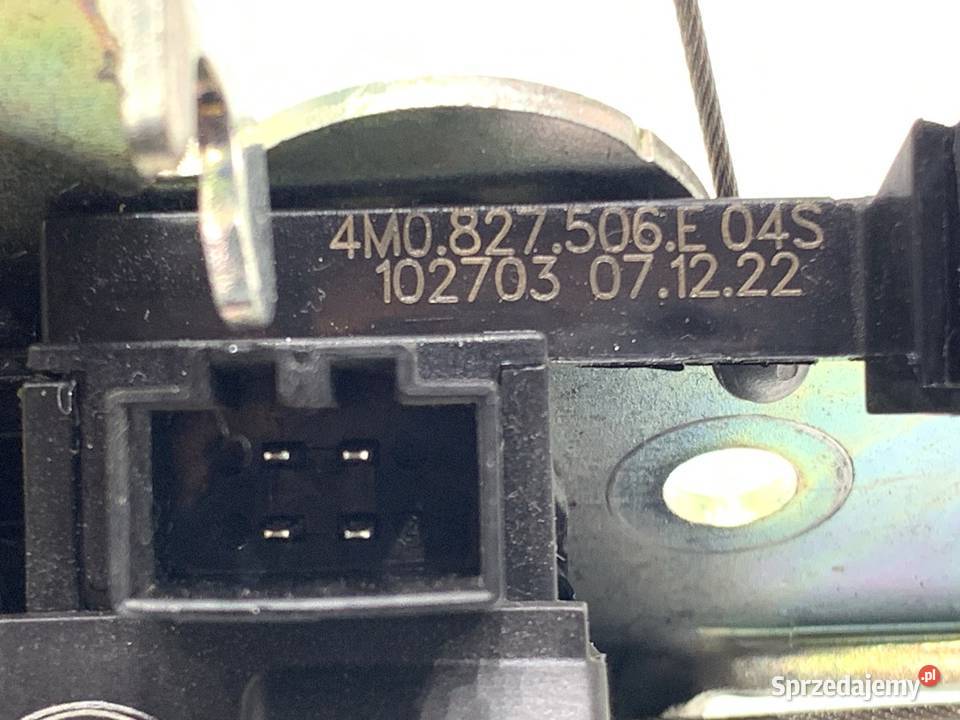 4M0.827.506.E 04S
102703 07.12.22
Sprzedajemy .pl